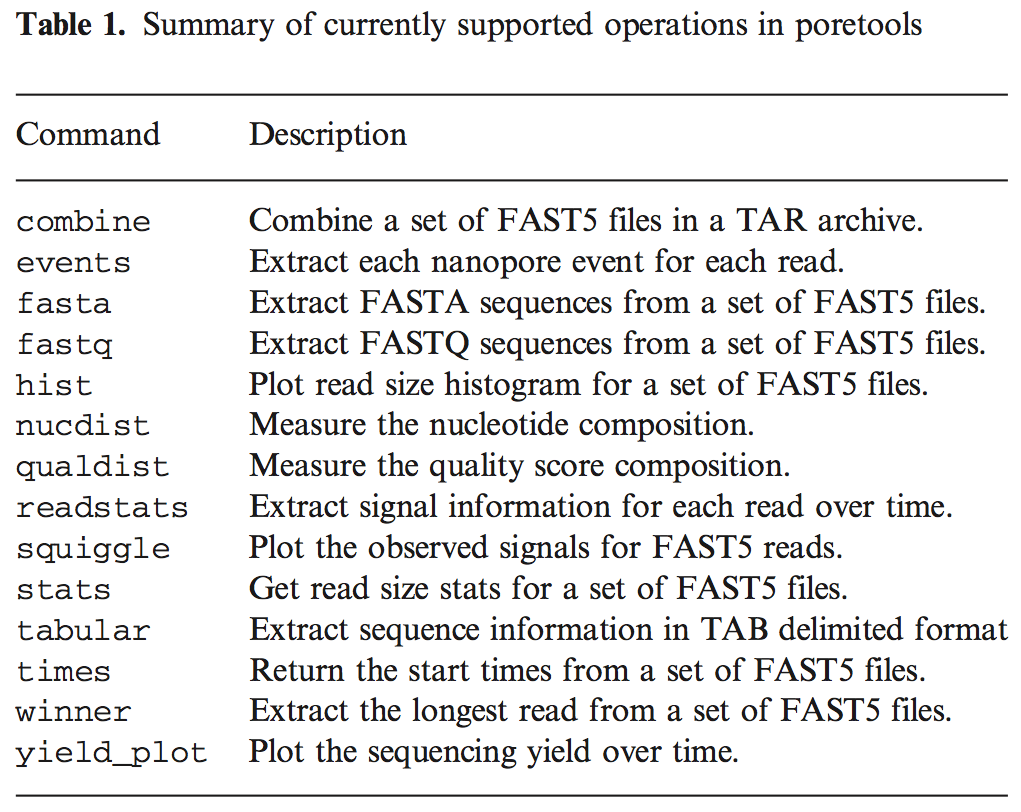 Table 1. Summary of currently supported operations in poretools
Command Description
combine Combine a set of FAST5 files in a TAR archive.
events Extract each nanopore event for each read.
fasta Extract FASTA sequences from a set of FAST5 files.
fastq Extract FASTQ sequences from a set of FAST5 files.
hist Plot read size histogram for a set of FAST5 files.
nucdist Measure the nucleotide composition.
qualdist Measure the quality score composition.
readstats Extract signal information for each read over time.
squiggle Plot the observed signals for FAST5 reads.
stats Get read size stats for a set of FAST5 files.
tabular Extract sequence information in TAB delimited format
times Return the start times from a set of FAST5 files.
winner Extract the longest read from a set of FAST5 files.
yield_plot Plot the sequencing yield over time.